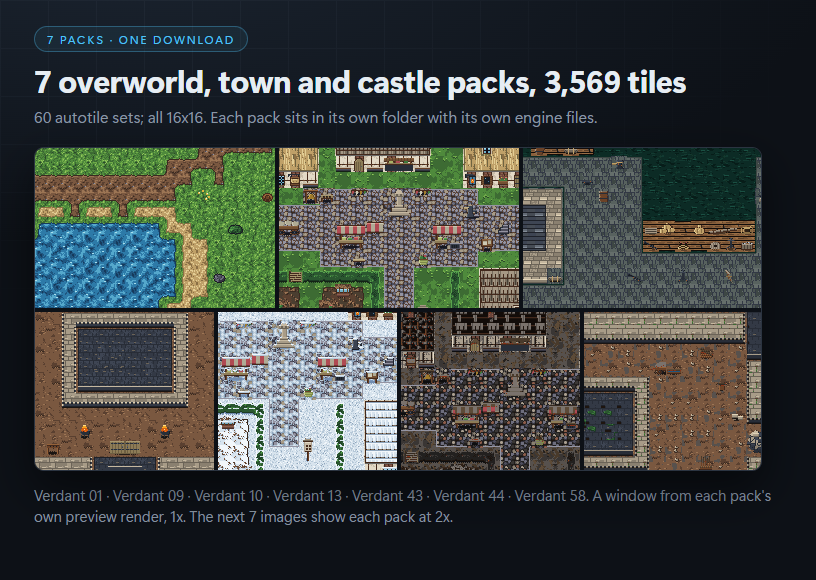 7 PACKS · ONE DOWNLOAD
7 overworld, town and castle packs, 3,569 tiles
60 autotile sets; all 16x16. Each pack sits in its own folder with its own engine files.
Verdant 01 · Verdant 09 · Verdant 10 · Verdant 13 · Verdant 43 · Verdant 44 · Verdant 58. A window from each pack's
own preview render, 1x. The next 7 images show each pack at 2x.